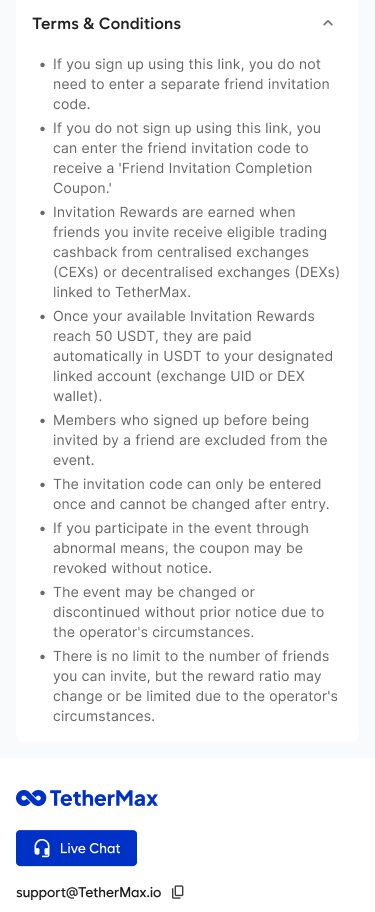 Terms & Conditions
• If you sign up using this link, you do not
need to enter a separate friend invitation
code.
• If you do not sign up using this link, you
can enter the friend invitation code to
receive a 'Friend Invitation Completion
Coupon.'
• Invitation Rewards are earned when
friends you invite receive eligible trading
cashback from centralised exchanges
(CEXs) or decentralised exchanges (DEXs)
linked to TetherMax.
• Once your available Invitation Rewards
reach 50 USDT, they are paid
automatically in USDT to your designated
linked account (exchange UID or DEX
wallet).
• Members who signed up before being
invited by a friend are excluded from the
event.
• The invitation code can only be entered
once and cannot be changed after entry.
• If you participate in the event through
abnormal means, the coupon may be
revoked without notice.
• The event may be changed or
discontinued without prior notice due to
the operator's circumstances.
• There is no limit to the number of friends
you can invite, but the reward ratio may
change or be limited due to the operator's
circumstances.
TetherMax
Live Chat
support@TetherMax.io